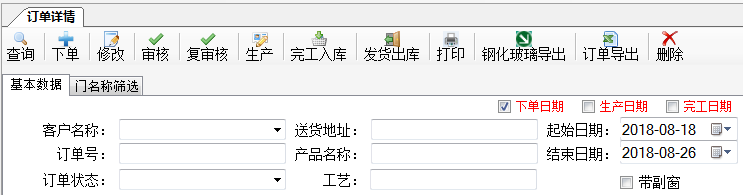 订单详情
查询 下单 修改 审核 复审核 生产 完工入库 发货出库 打印 钢化玻璃导出 订单导出 删除
基本数据 门名称筛选
下单日期 生产日期 完工日期
客户名称： 送货地址： 起始日期： 2018-08-18
订单号： 产品名称： 结束日期： 2018-08-26
订单状态： 工艺： 带副窗